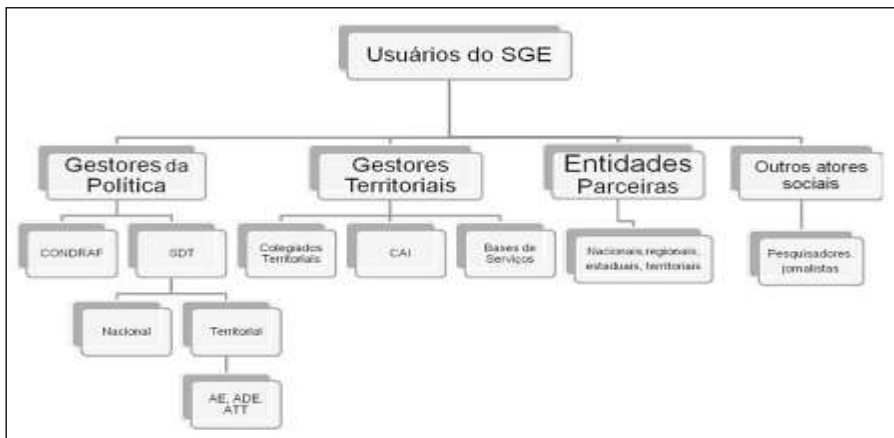 Usuários do SGE
Gestores da
Política
Gestores
Territoriais
Entidades
Parceiras
Outros atores
sociais
CONDRAF
SDT
Colegiados
Territoriais
CAI
Bases de
Serviços
Nacionais,regionais,
estaduais, territoriais
Pesquisadores,
jornalistas
Nacional
Territorial
AE, ADE,
ATT